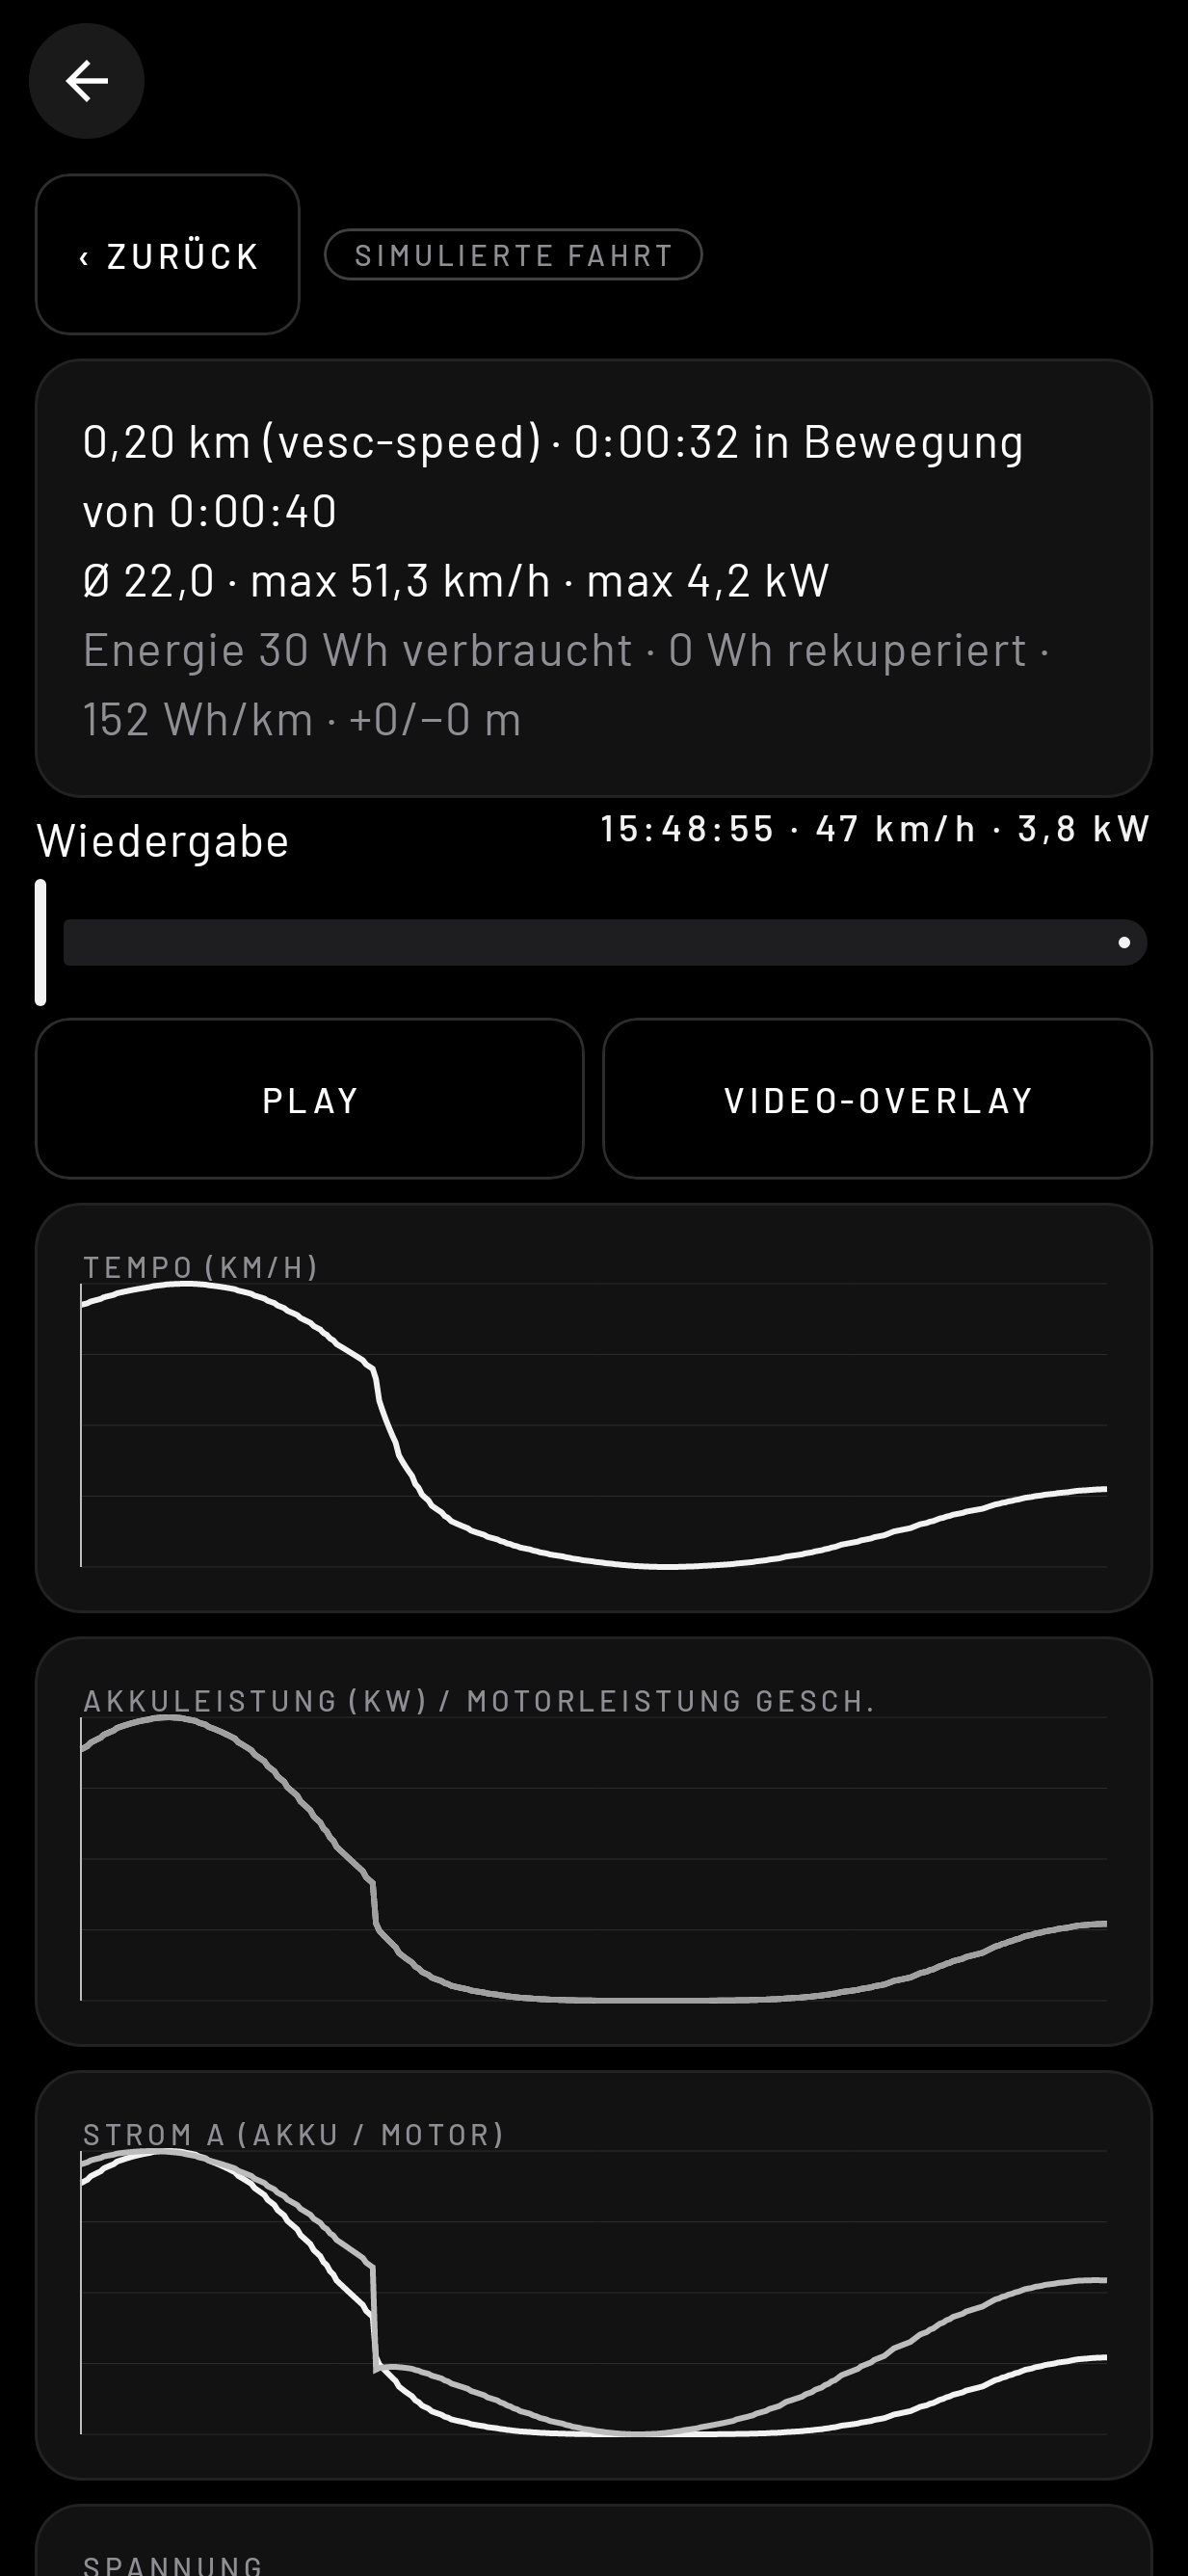 ‹ ZURÜCK
SIMULIERTE FAHRT
0,20 km (vesc-speed) · 0:00:32 in Bewegung
von 0:00:40
Ø 22,0 · max 51,3 km/h · max 4,2 kW
Energie 30 Wh verbraucht · 0 Wh rekuperiert ·
152 Wh/km · +0/−0 m
Wiedergabe
15:48:55 · 47 km/h · 3,8 kW
PLAY
VIDEO-OVERLAY
TEMPO (KM/H)
AKKULEISTUNG (KW) / MOTORLEISTUNG GESCH.
STROM A (AKKU / MOTOR)
SPANNUNG